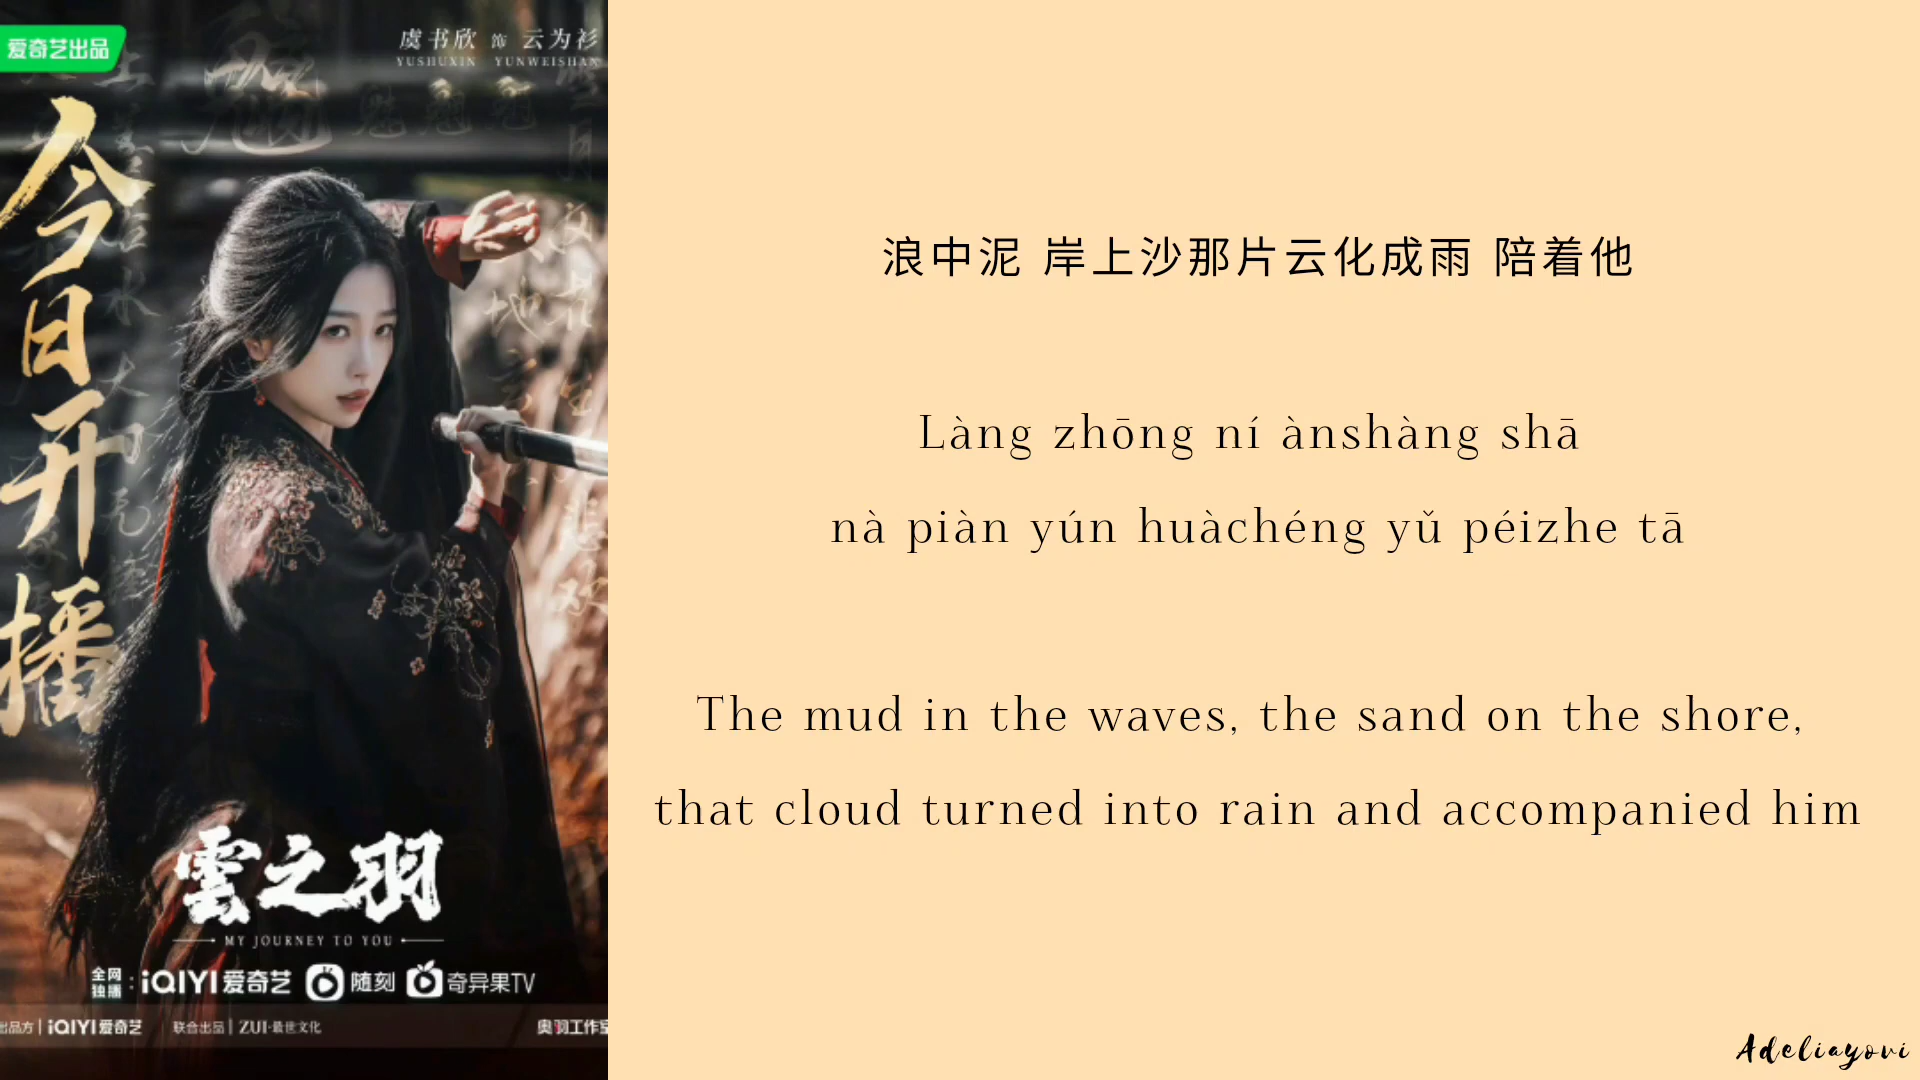 爱奇艺出品
虞书欣 饰 云为衫
YUSHUXIN YUNWEISHAN
今日开播
雲之羽
MY JOURNEY TO YOU
全网独播：iQIYI爱奇艺 随刻 奇异果TV
出品方｜iQIYI爱奇艺 联合出品｜ZUI·最世文化 奥羽工作室
浪中泥 岸上沙那片云化成雨 陪着他
Làng zhōng ní ànshàng shā
nà piàn yún huàchéng yǔ péizhe tā
The mud in the waves, the sand on the shore,
that cloud turned into rain and accompanied him
Adeliayovi